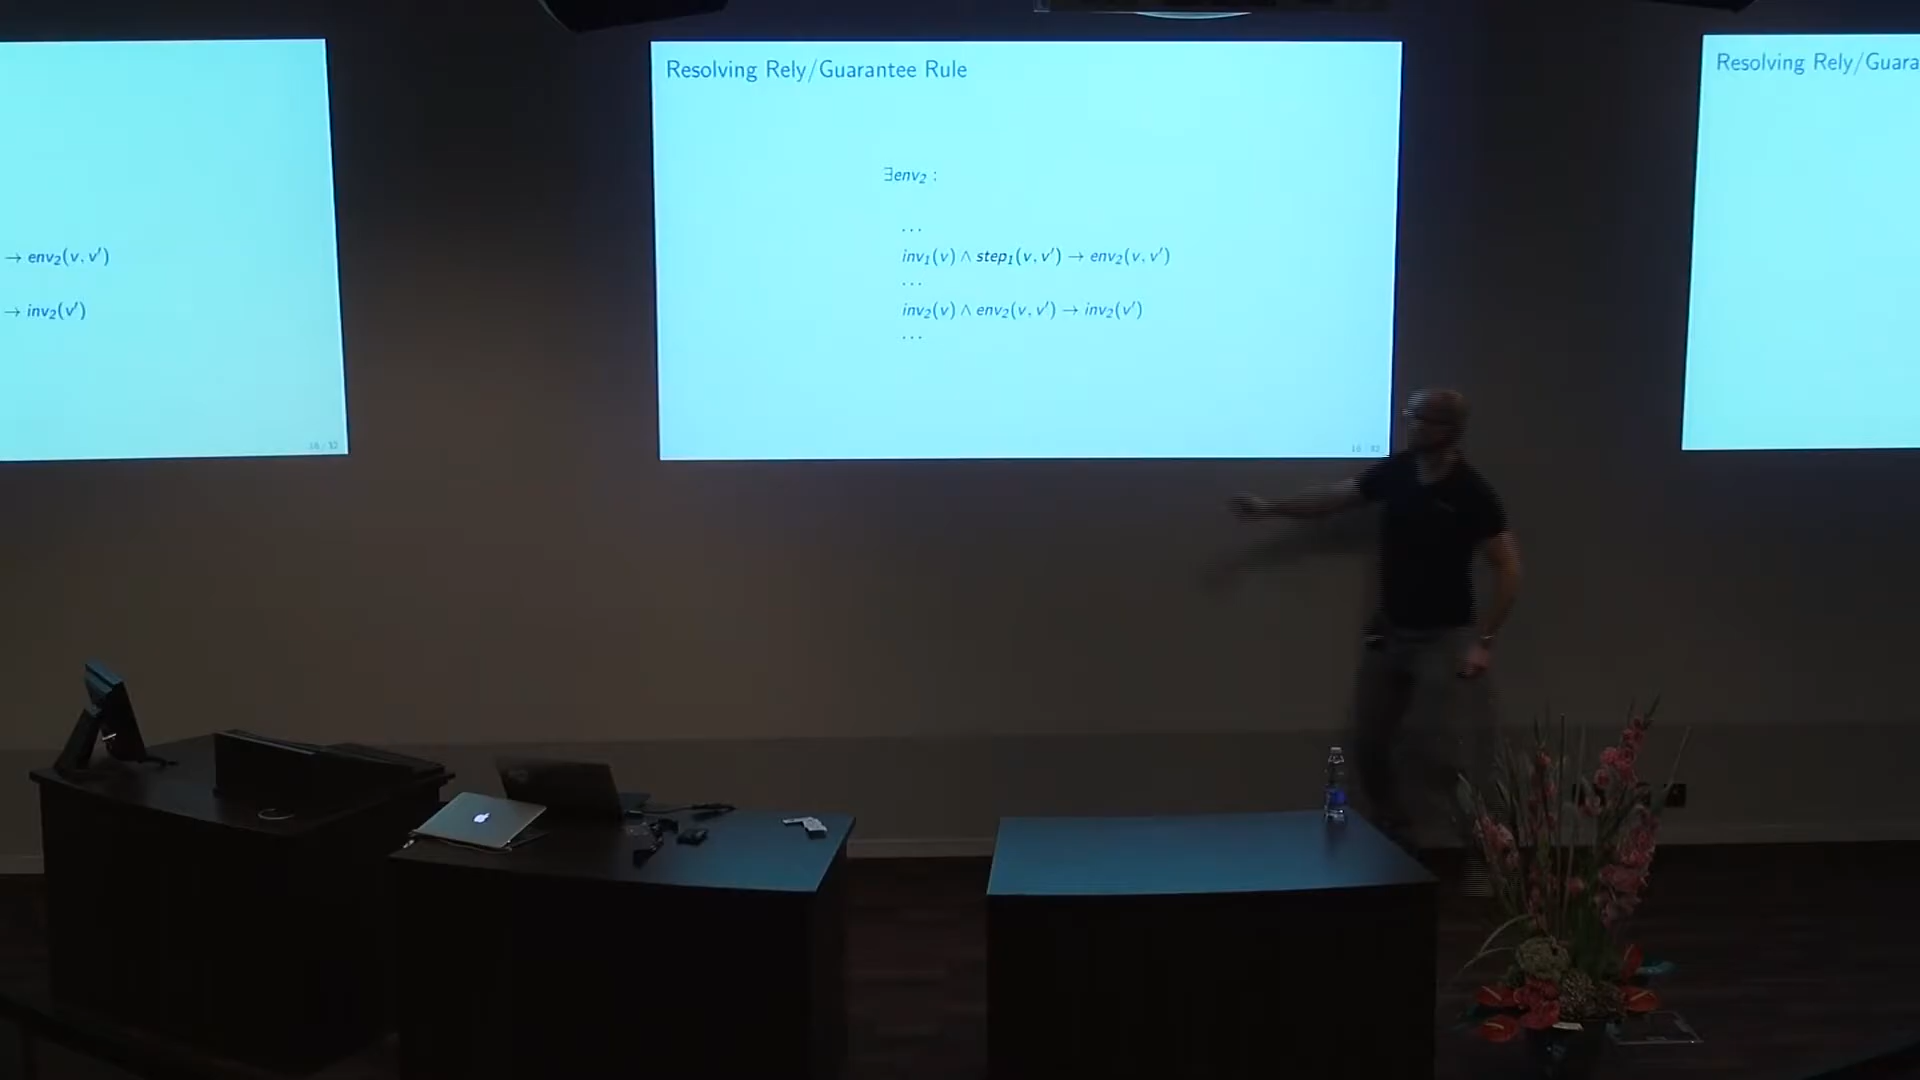 → env₂(v, v′)
→ inv₂(v′)
Resolving Rely/Guarantee Rule
∃env₂ :
...
inv₁(v) ∧ step₁(v, v′) → env₂(v, v′)
...
inv₂(v) ∧ env₂(v, v′) → inv₂(v′)
...
Resolving Rely/Guara